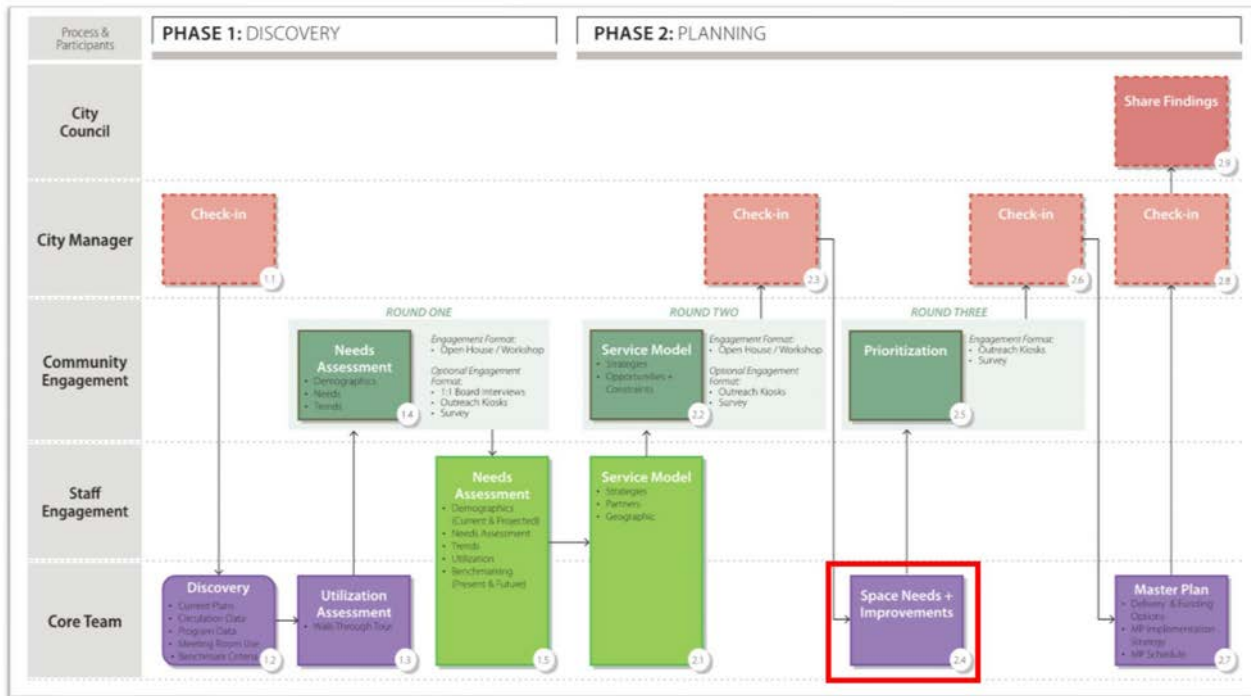 Process &
Participants
PHASE 1: DISCOVERY
PHASE 2: PLANNING
City
Council
Share Findings
2.9
City Manager
Check-in
1.1
Check-in
2.3
Check-in
2.6
Check-in
2.8
Community
Engagement
ROUND ONE
Needs
Assessment
• Demographics
• Needs
• Trends
1.4
Engagement Format:
• Open House / Workshop
Optional Engagement
Format:
• 1:1 Board Interviews
• Outreach Kiosks
• Survey
ROUND TWO
Service Model
• Strategies
• Opportunities +
Constraints
2.2
Engagement Format:
• Open House / Workshop
Optional Engagement
Format:
• Outreach Kiosks
• Survey
ROUND THREE
Prioritization
2.5
Engagement Format:
• Outreach Kiosks
• Survey
Staff
Engagement
Needs
Assessment
• Demographics
(Current & Projected)
• Needs Assessment
• Trends
• Utilization
• Benchmarking
(Present & Future)
1.5
Service Model
• Strategies
• Partners
• Geographic
2.1
Core Team
Discovery
• Current Plans
• Circulation Data
• Program Data
• Meeting Room Use
• Benchmark Criteria
1.2
Utilization
Assessment
• Walk-Through Tour
1.3
Space Needs +
Improvements
2.4
Master Plan
• Delivery & Funding
Options
• MP Implementation
Strategy
• MP Schedule
2.7